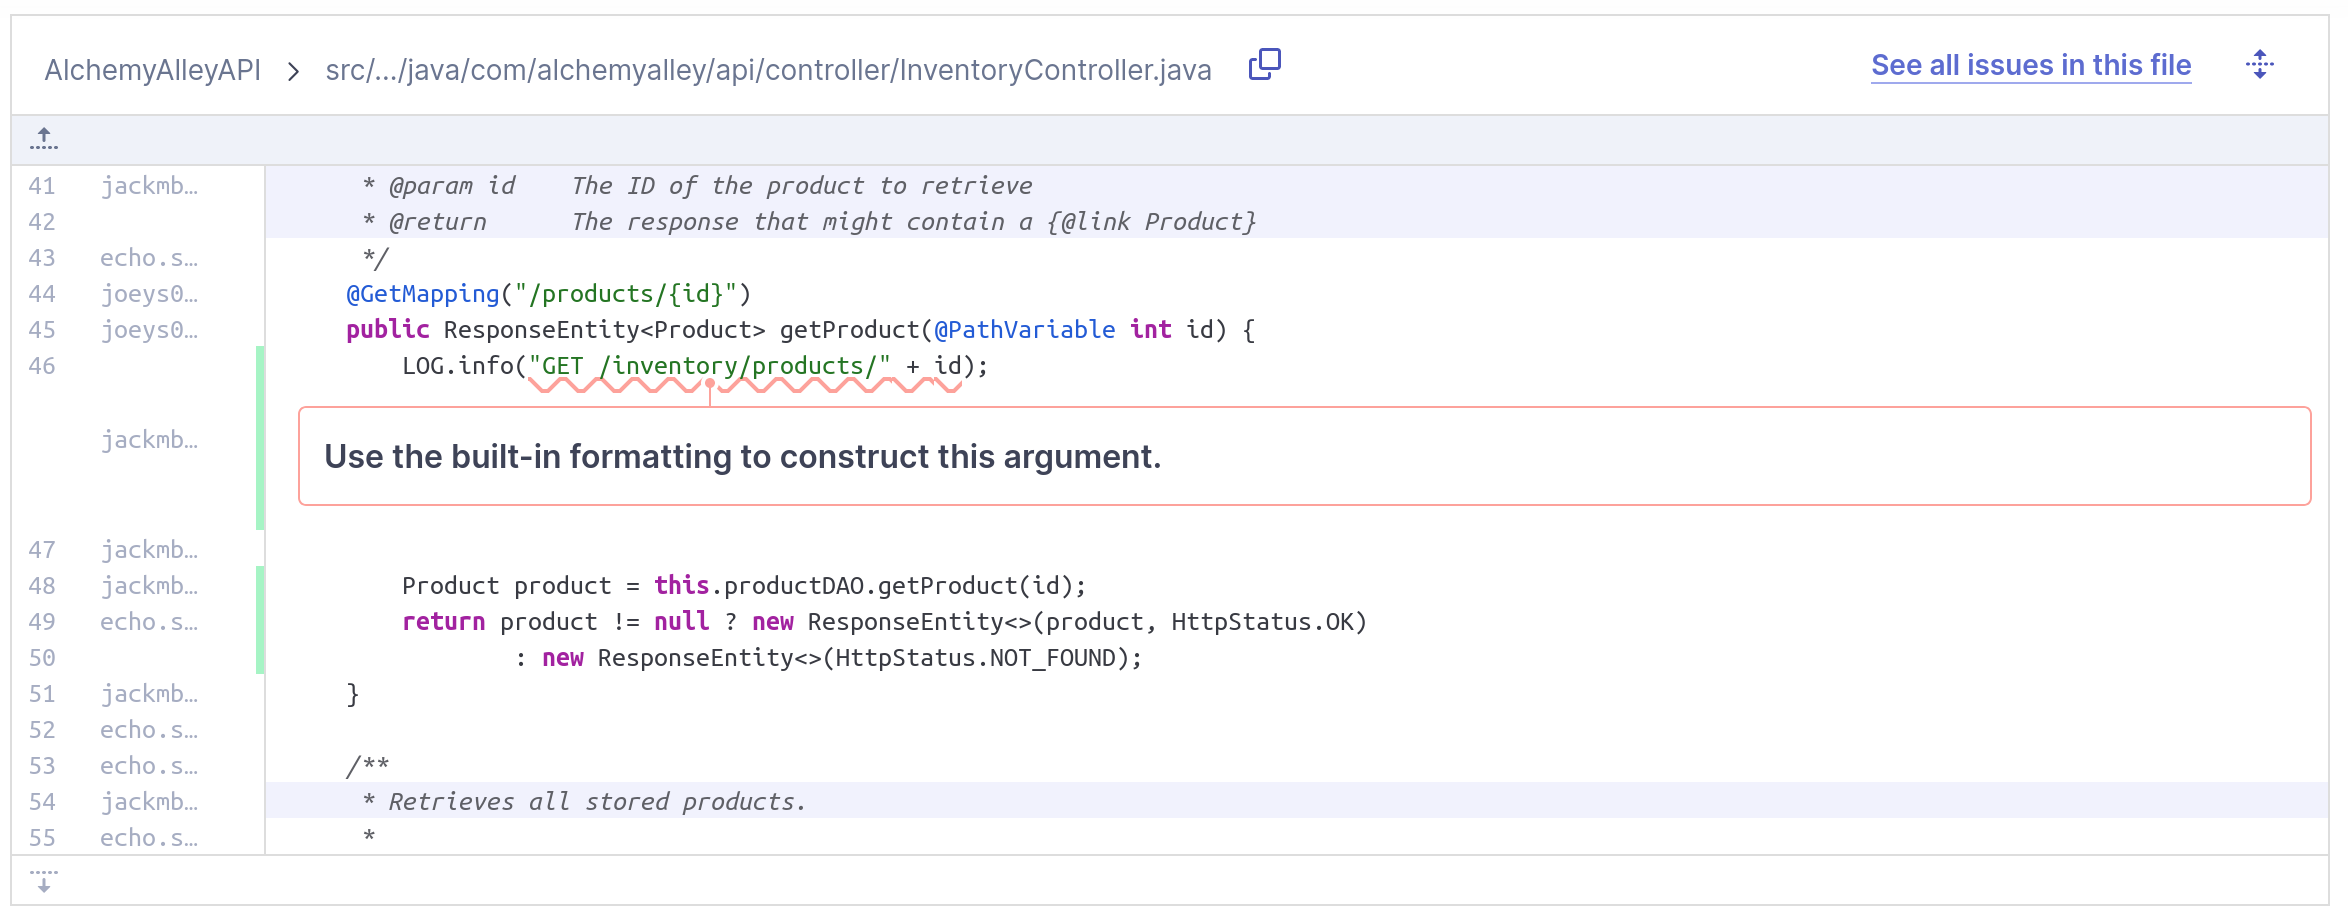 AlchemyAlleyAPI > src/.../java/com/alchemyalley/api/controller/InventoryController.java See all issues in this file
41 jackmb… * @param id    The ID of the product to retrieve
42 * @return      The response that might contain a {@link Product}
43 echo.s… */
44 joeys0… @GetMapping("/products/{id}")
45 joeys0… public ResponseEntity<Product> getProduct(@PathVariable int id) {
46 LOG.info("GET /inventory/products/" + id);
jackmb… Use the built-in formatting to construct this argument.
47 jackmb…
48 jackmb… Product product = this.productDAO.getProduct(id);
49 echo.s… return product != null ? new ResponseEntity<>(product, HttpStatus.OK)
50 : new ResponseEntity<>(HttpStatus.NOT_FOUND);
51 jackmb… }
52 echo.s…
53 echo.s… /**
54 jackmb… * Retrieves all stored products.
55 echo.s… *